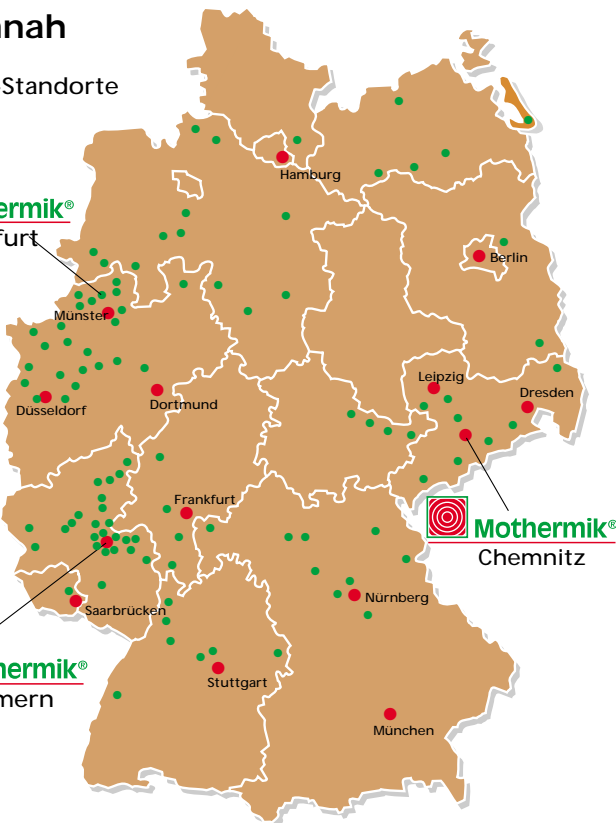 nah
-Standorte
Hamburg
ermik®
furt
Berlin
Münster
Leipzig
Dresden
Düsseldorf
Dortmund
Frankfurt
Mothermik®
Chemnitz
Nürnberg
Saarbrücken
hermik®
mern
Stuttgart
München